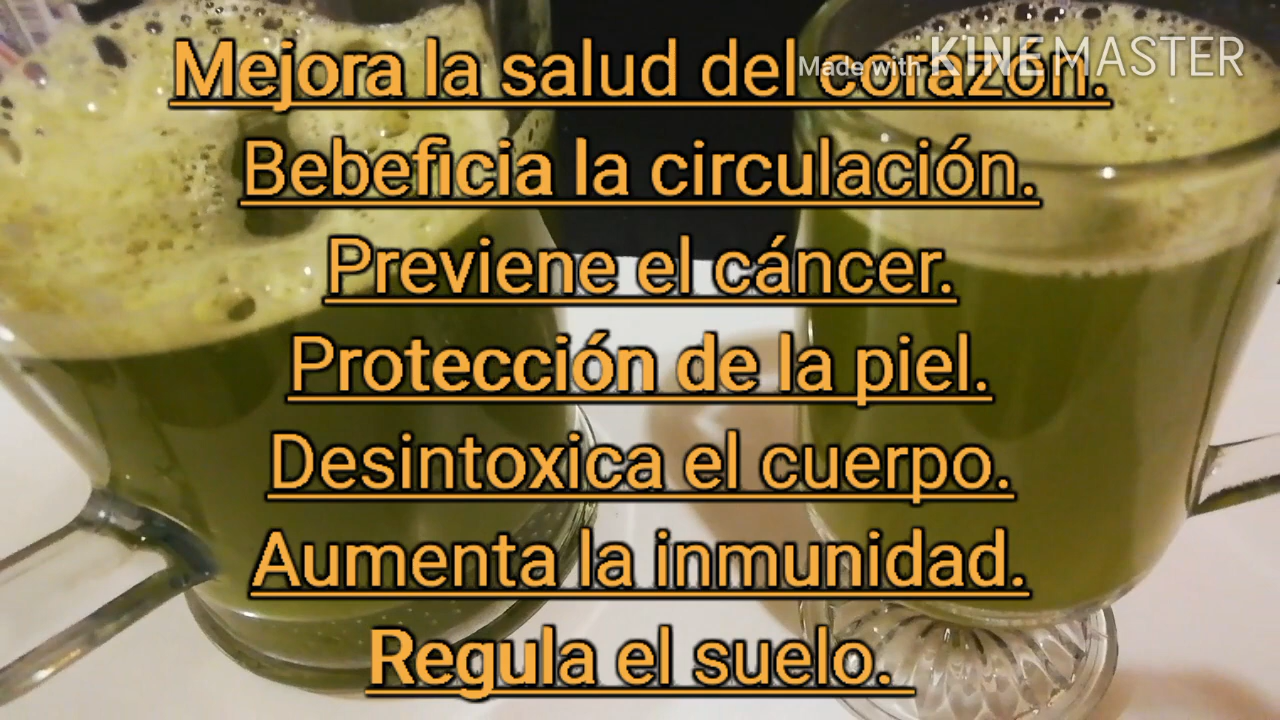 Mejora la salud del corazón.
Made with KINEMASTER
Bebeficia la circulación.
Previene el cáncer.
Protección de la piel.
Desintoxica el cuerpo.
Aumenta la inmunidad.
Regula el suelo.